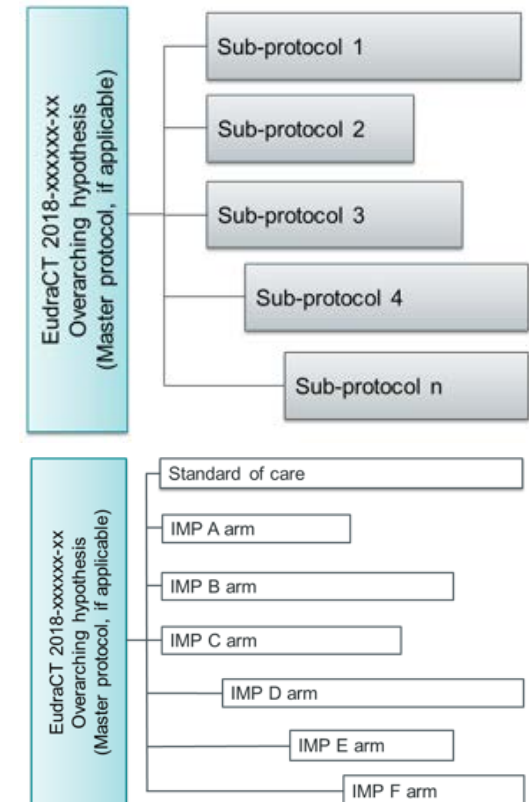 EudraCT 2018-xxxxxx-xx
Overarching hypothesis
(Master protocol, if applicable)
Sub-protocol 1
Sub-protocol 2
Sub-protocol 3
Sub-protocol 4
Sub-protocol n
EudraCT 2018-xxxxxx-xx
Overarching hypothesis
(Master protocol, if applicable)
Standard of care
IMP A arm
IMP B arm
IMP C arm
IMP D arm
IMP E arm
IMP F arm